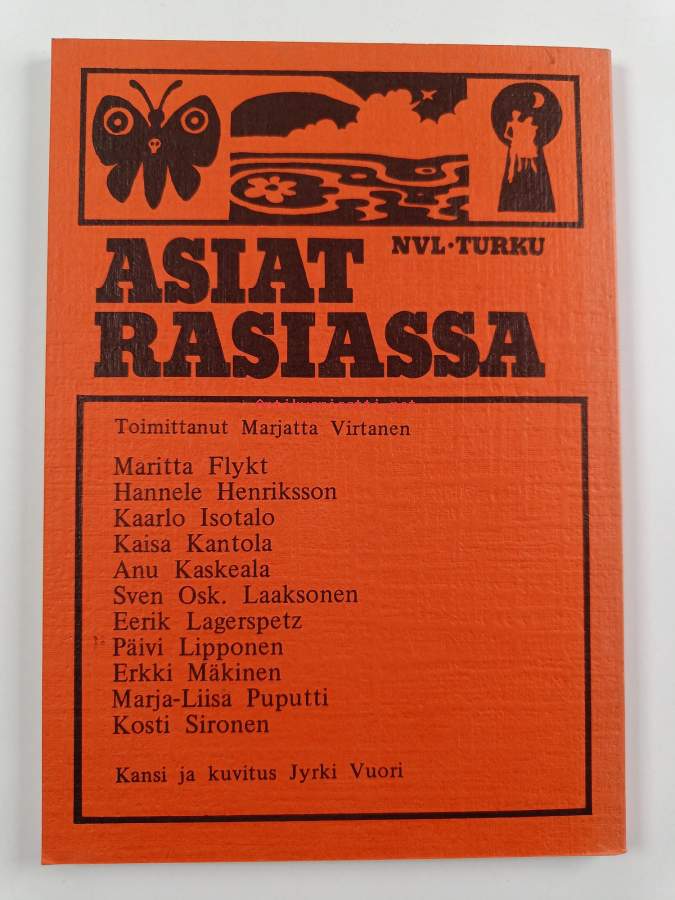 NVL·TURKU
ASIAT
RASIASSA
Toimittanut Marjatta Virtanen
Maritta Flykt
Hannele Henriksson
Kaarlo Isotalo
Kaisa Kantola
Anu Kaskeala
Sven Osk. Laaksonen
Eerik Lagerspetz
Päivi Lipponen
Erkki Mäkinen
Marja-Liisa Puputti
Kosti Sironen
Kansi ja kuvitus Jyrki Vuori